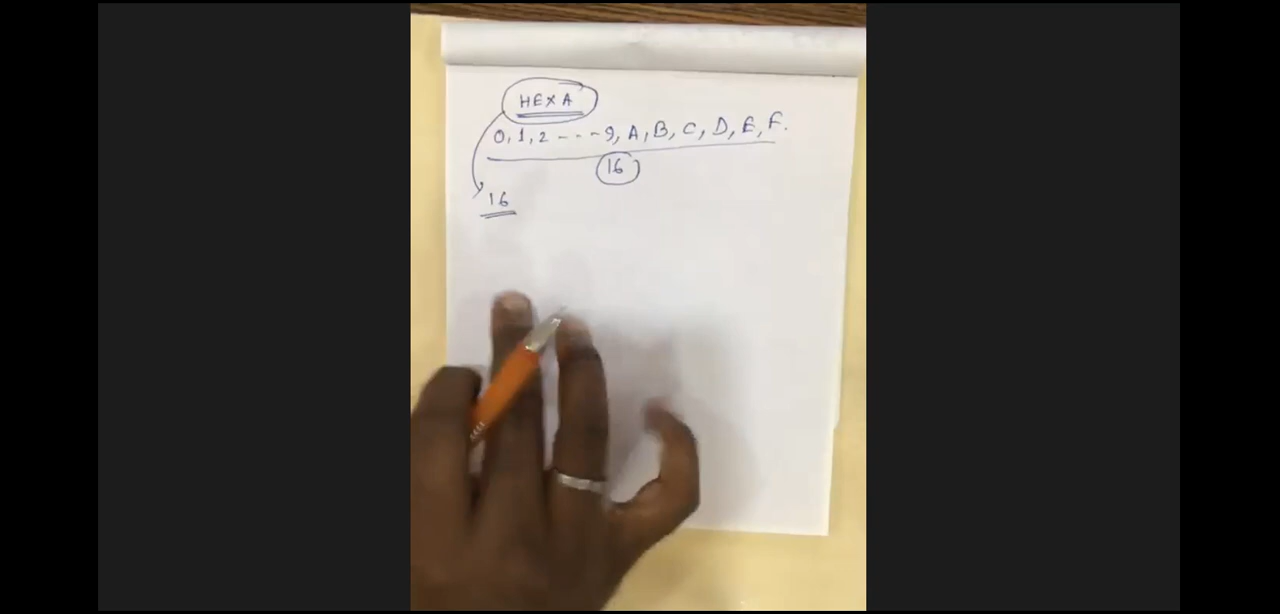 HEXA
0, 1, 2 - - - 9, A, B, C, D, E, F.
16
16